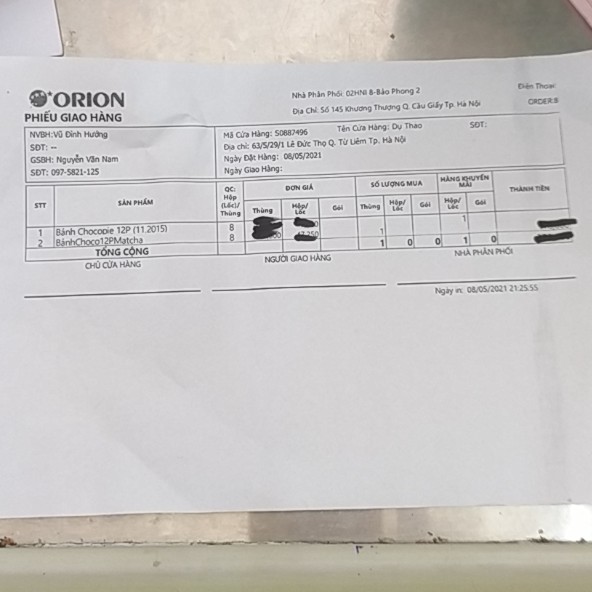 ORION
PHIẾU GIAO HÀNG
Nhà Phân Phối: 02HNI 8-Bảo Phong 2
Điện Thoại:
Địa Chỉ: Số 145 Khương Thượng Q. Cầu Giấy Tp. Hà Nội
ORDER:S
NVBH:Vũ Đình Hướng
SĐT: --
GSBH: Nguyễn Văn Nam
SĐT: 097-5821-125
Mã Cửa Hàng: S0887496 Tên Cửa Hàng: Dụ Thao SĐT:
Địa chỉ: 63/5/29/1 Lê Đức Thọ Q. Từ Liêm Tp. Hà Nội
Ngày Đặt Hàng: 08/05/2021
Ngày Giao Hàng:
STT SẢN PHẨM QC: Hộp (Lốc)/ Thùng ĐƠN GIÁ SỐ LƯỢNG MUA HÀNG KHUYẾN MÃI THÀNH TIỀN
Thùng Hộp/ Lốc Gói Thùng Hộp/ Lốc Gói Hộp/ Lốc Gói
1 Bánh Chocopie 12P (11.2015) 8 1
2 BánhChoco12PMatcha 8 1
TỔNG CỘNG 1 0 0 1 0
CHỦ CỬA HÀNG NGƯỜI GIAO HÀNG NHÀ PHÂN PHỐI
Ngày in: 08/05/2021 21:25:55